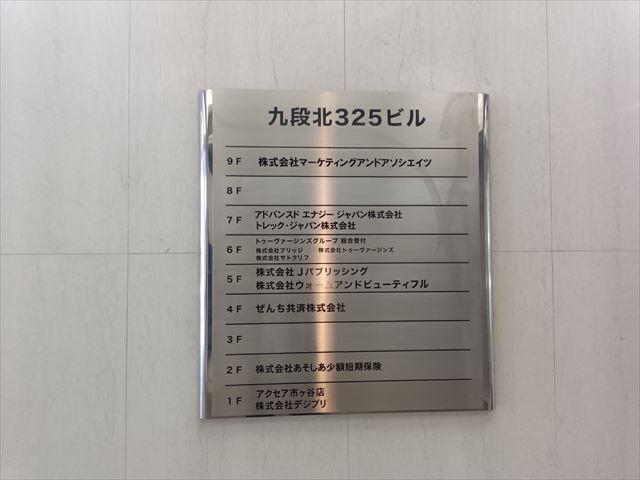 九段北325ビル
9F 株式会社マーケティングアンドアソシエイツ
8F
7F アドバンスド エナジー ジャパン株式会社
トレック・ジャパン株式会社
6F トゥーヴァージンズグループ 総合受付
株式会社ブリッジ 株式会社トゥーヴァージンズ
株式会社サトクリフ
5F 株式会社Jパブリッシング
株式会社ウォームアンドビューティフル
4F ぜんち共済株式会社
3F
2F 株式会社あそしあ少額短期保険
1F アクセア市ヶ谷店
株式会社デジプリ